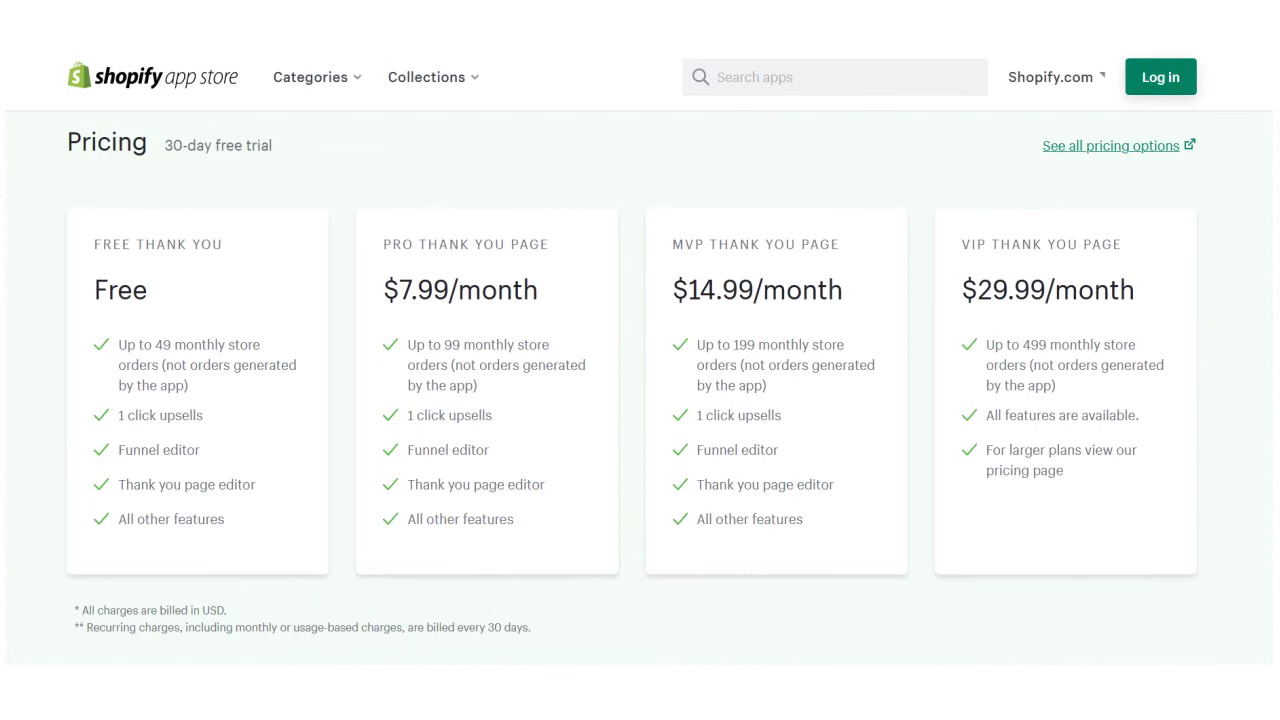 shopify app store
Categories
Collections
Search apps
Shopify.com
Log in
Pricing
30-day free trial
See all pricing options
FREE THANK YOU
Free
Up to 49 monthly store
orders (not orders generated
by the app)
1 click upsells
Funnel editor
Thank you page editor
All other features
PRO THANK YOU PAGE
$7.99/month
Up to 99 monthly store
orders (not orders generated
by the app)
1 click upsells
Funnel editor
Thank you page editor
All other features
MVP THANK YOU PAGE
$14.99/month
Up to 199 monthly store
orders (not orders generated
by the app)
1 click upsells
Funnel editor
Thank you page editor
All other features
VIP THANK YOU PAGE
$29.99/month
Up to 499 monthly store
orders (not orders generated
by the app)
All features are available.
For larger plans view our
pricing page
* All charges are billed in USD.
** Recurring charges, including monthly or usage-based charges, are billed every 30 days.